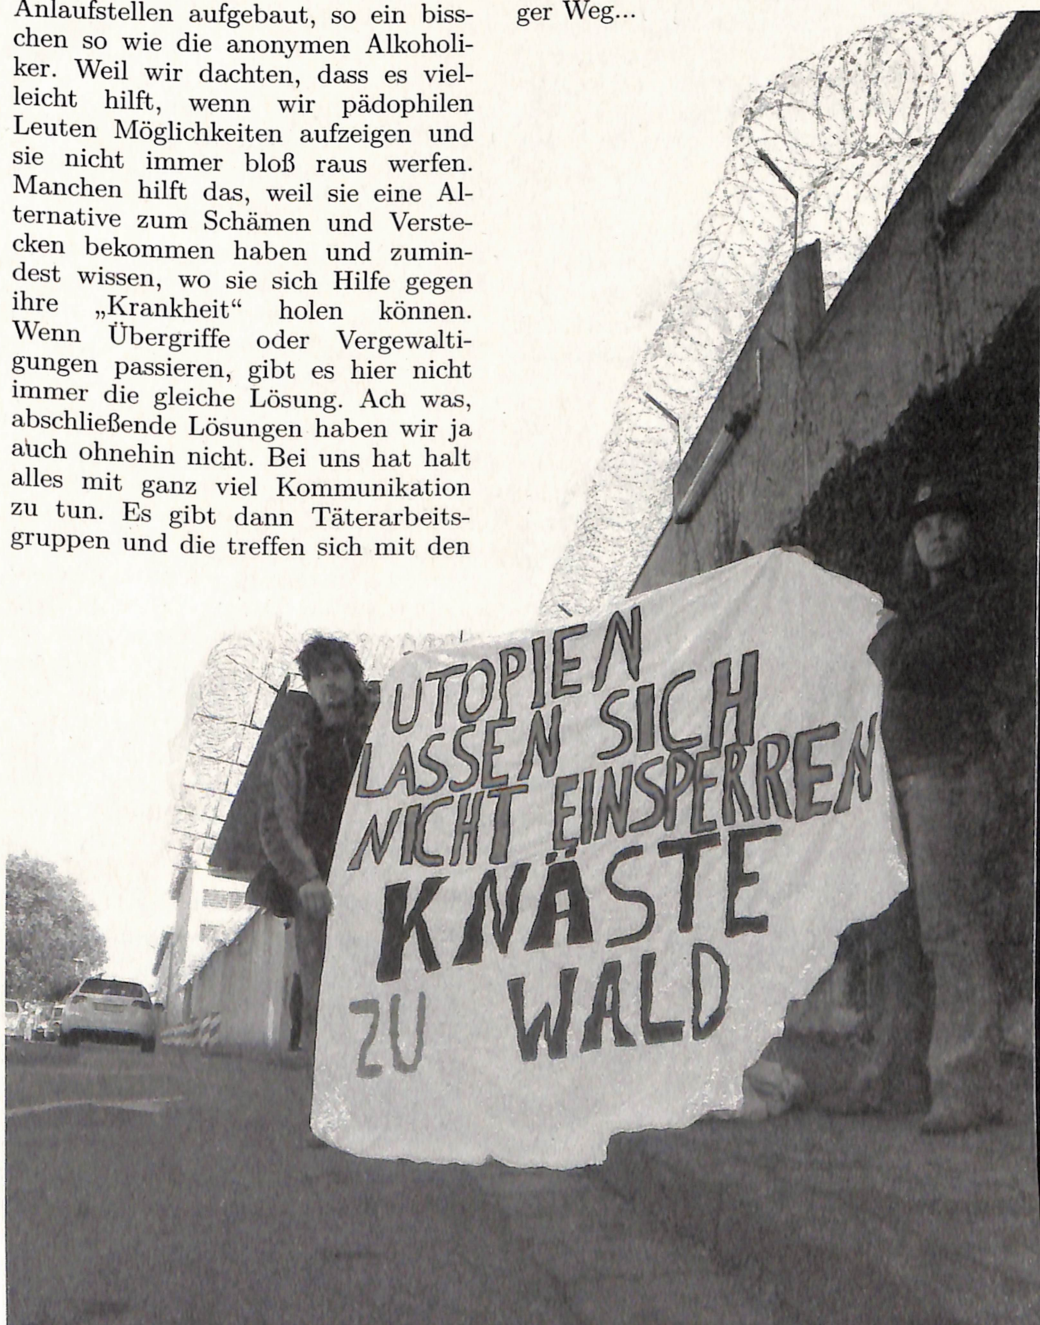 Anlaufstellen aufgebaut, so ein biss-
chen so wie die anonymen Alkoholi-
ker. Weil wir dachten, dass es viel-
leicht hilft, wenn wir pädophilen
Leuten Möglichkeiten aufzeigen und
sie nicht immer bloß raus werfen.
Manchen hilft das, weil sie eine Al-
ternative zum Schämen und Verste-
cken bekommen haben und zumin-
dest wissen, wo sie sich Hilfe gegen
ihre „Krankheit“ holen können.
Wenn Übergriffe oder Vergewalti-
gungen passieren, gibt es hier nicht
immer die gleiche Lösung. Ach was,
abschließende Lösungen haben wir ja
auch ohnehin nicht. Bei uns hat halt
alles mit ganz viel Kommunikation
zu tun. Es gibt dann Täterarbeits-
gruppen und die treffen sich mit den
ger Weg...
UTOPIEN
LASSEN SICH
NICHT EINSPERREN
KNÄSTE
ZU WALD